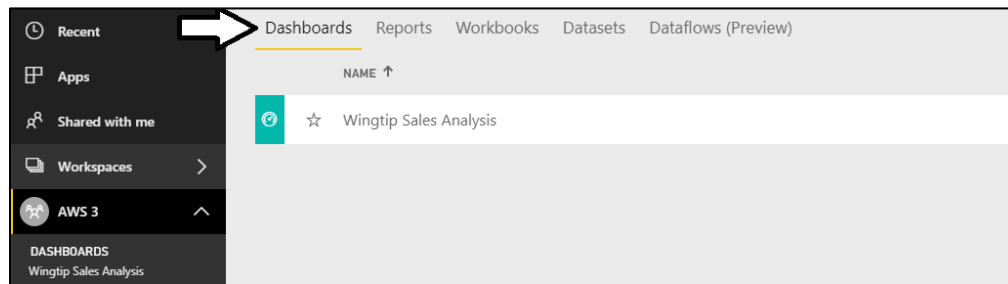 Recent
Apps
Shared with me
Workspaces
AWS 3
DASHBOARDS
Wingtip Sales Analysis
Dashboards Reports Workbooks Datasets Dataflows (Preview)
NAME ↑
Wingtip Sales Analysis